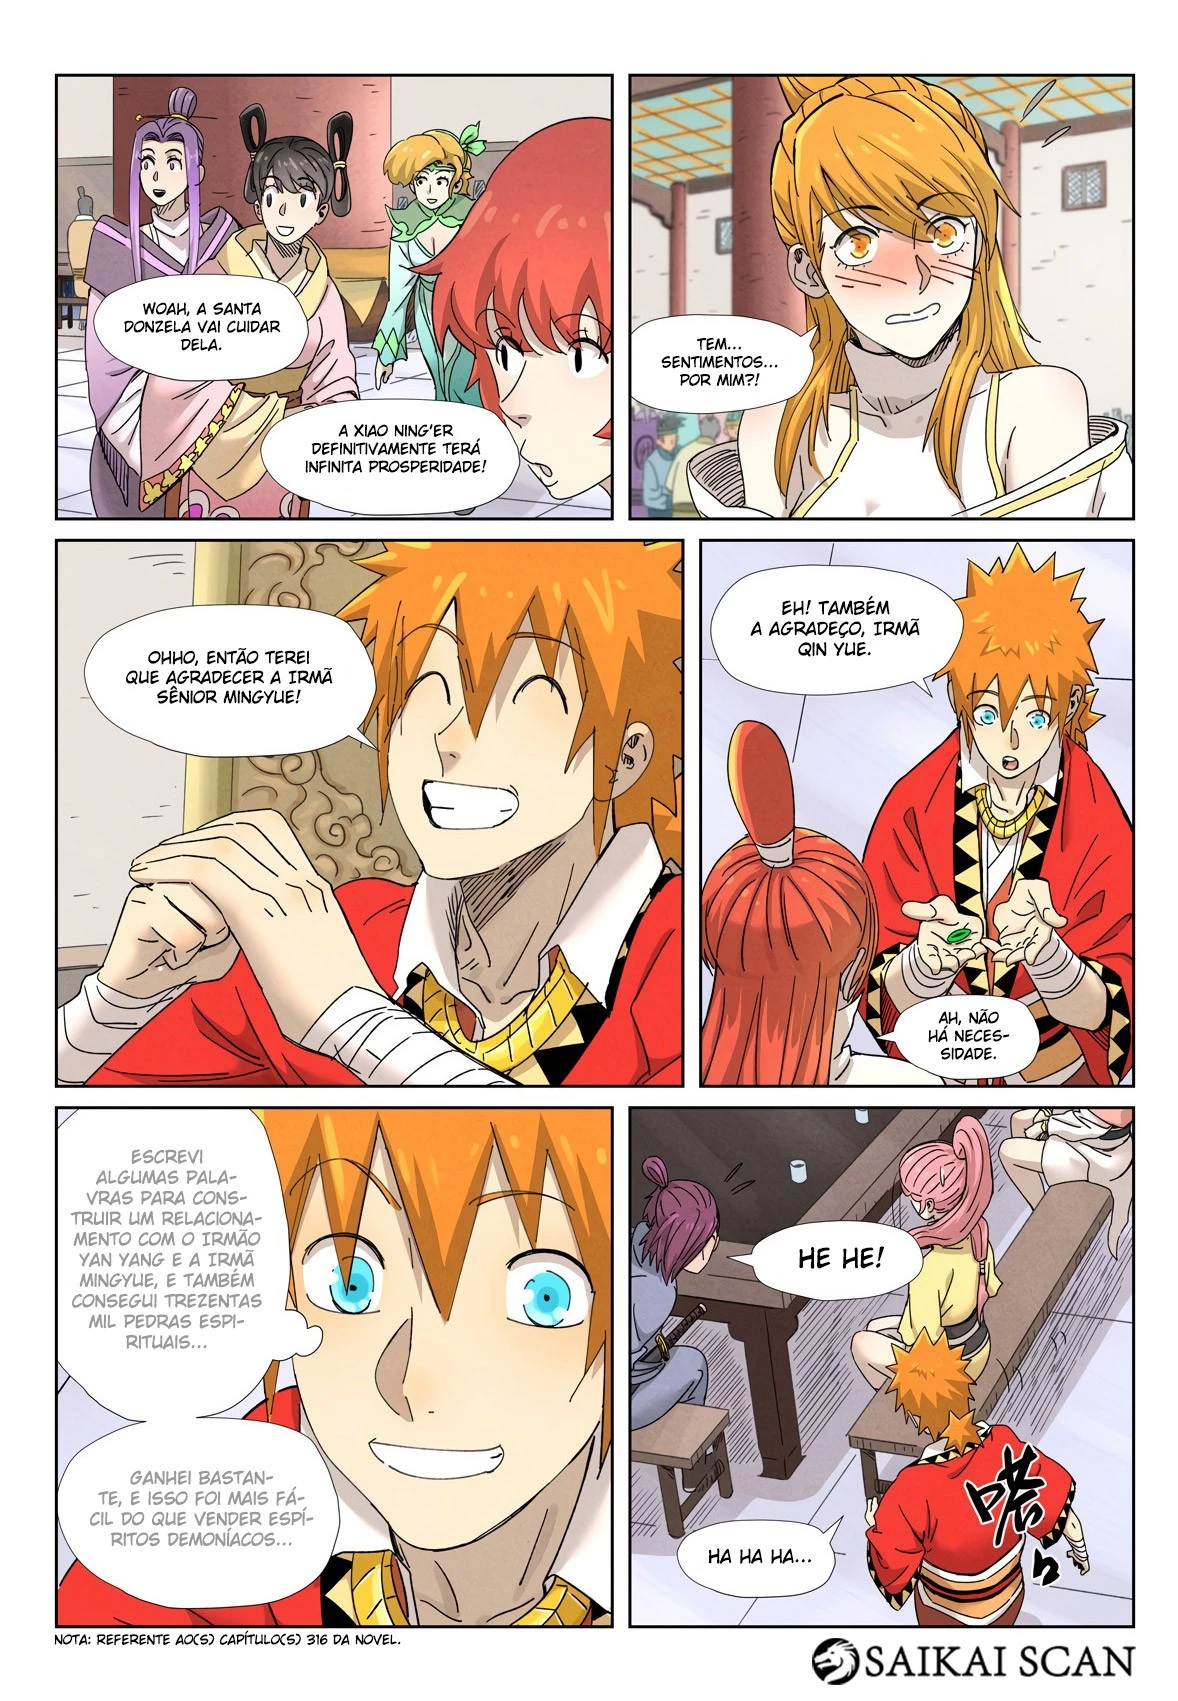 WOAH, A SANTA
DONZELA VAI CUIDAR
DELA.
A XIAO NING'ER
DEFINITIVAMENTE TERÁ
INFINITA PROSPERIDADE!
TEM...
SENTIMENTOS...
POR MIM?!
OHHO, ENTÃO TEREI
QUE AGRADECER A IRMÃ
SÊNIOR MINGYUE!
EH! TAMBÉM
A AGRADEÇO, IRMÃ
QIN YUE.
AH, NÃO
HÁ NECES-
SIDADE.
ESCREVI
ALGUMAS PALA-
VRAS PARA CONS-
TRUIR UM RELACIONA-
MENTO COM O IRMÃO
YAN YANG E A IRMÃ
MINGYUE, E TAMBÉM
CONSEGUI TREZENTAS
MIL PEDRAS ESPI-
RITUAIS...
GANHEI BASTAN-
TE, E ISSO FOI MAIS FÁ-
CIL DO QUE VENDER ESPÍ-
RITOS DEMONÍACOS...
HE HE!
嗒
HA HA HA...
NOTA: REFERENTE AO(S) CAPÍTULO(S) 316 DA NOVEL.
SAIKAI SCAN